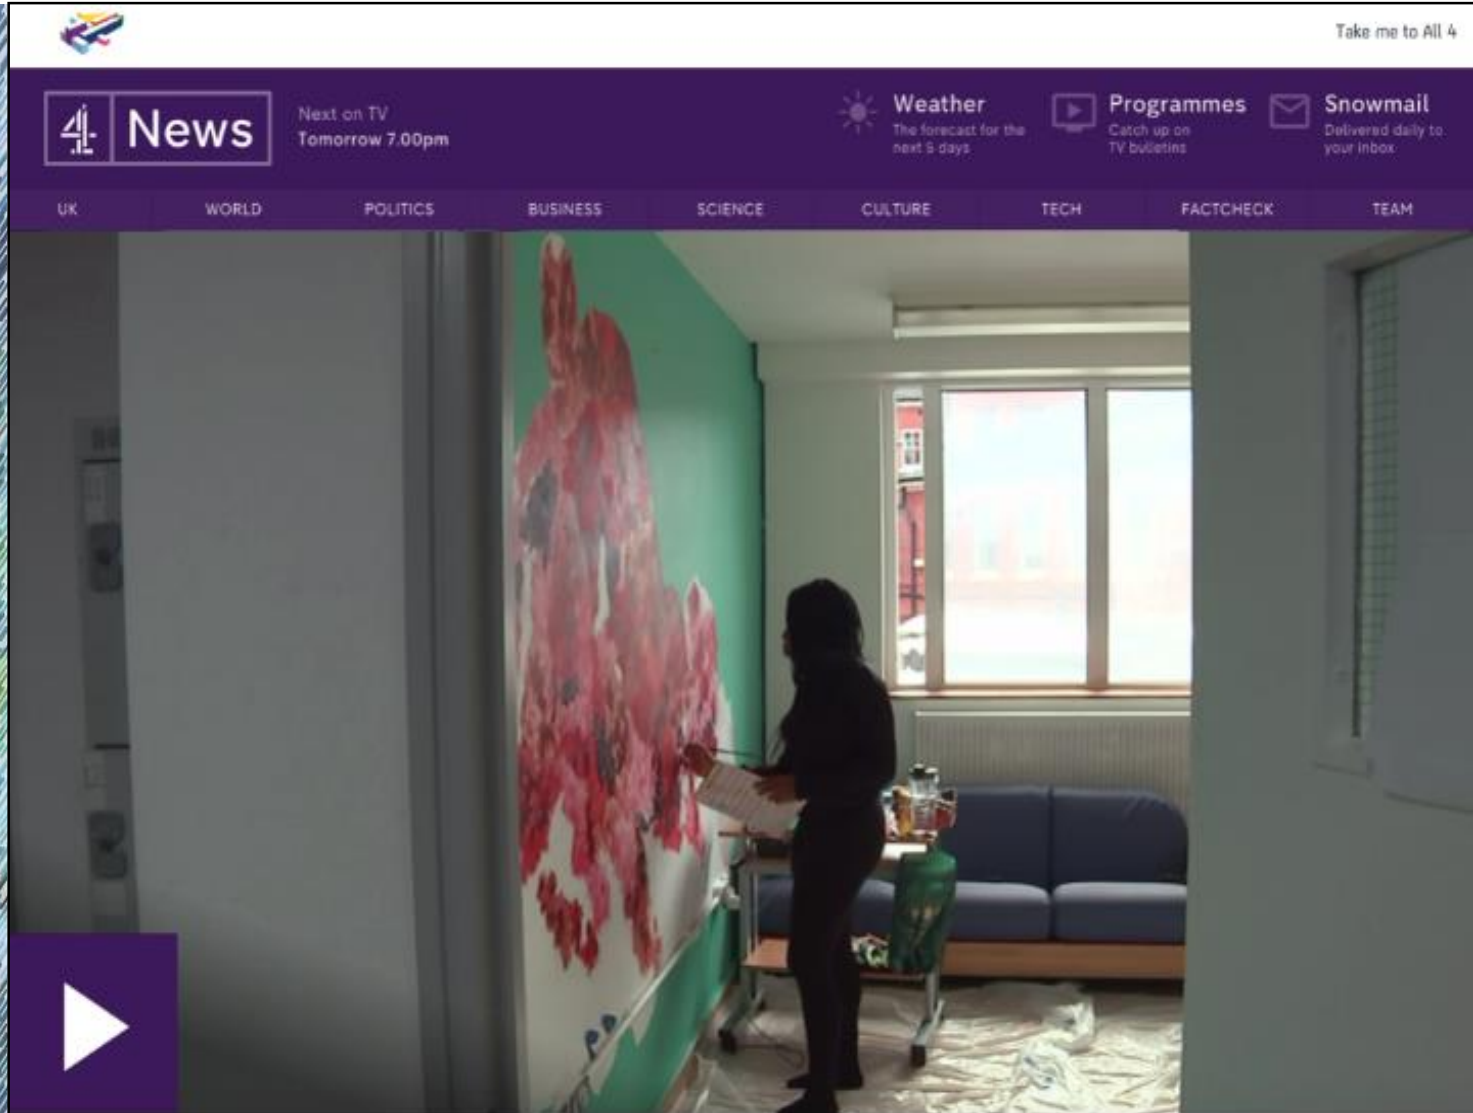 Take me to All 4
4 News
Next on TV
Tomorrow 7.00pm
Weather
The forecast for the
next 5 days
Programmes
Catch up on
TV bulletins
Snowmail
Delivered daily to
your inbox
UK WORLD POLITICS BUSINESS SCIENCE CULTURE TECH FACTCHECK TEAM